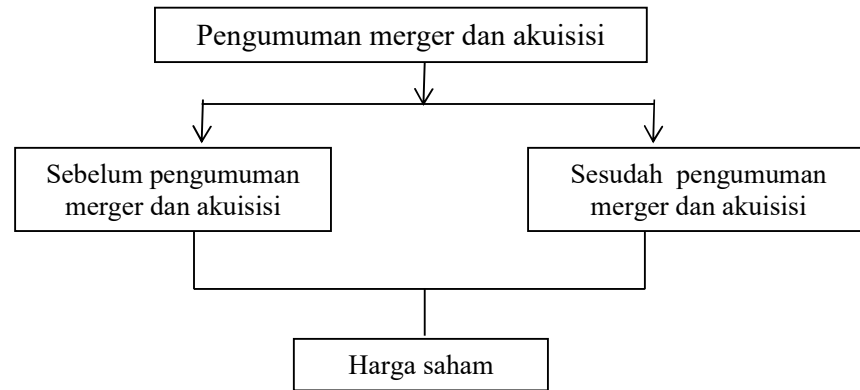 Pengumuman merger dan akuisisi
Sebelum pengumuman
merger dan akuisisi
Sesudah pengumuman
merger dan akuisisi
Harga saham